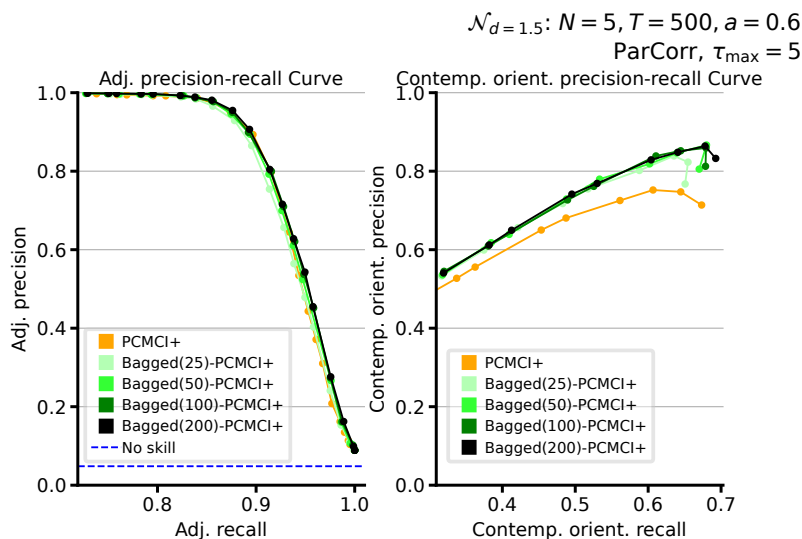 𝒩_{d=1.5}: N = 5, T = 500, a = 0.6
ParCorr, τ_max = 5
Adj. precision-recall Curve
Contemp. orient. precision-recall Curve
Adj. precision
1.0
0.8
0.6
0.4
0.2
0.0
PCMCI+
Bagged(25)-PCMCI+
Bagged(50)-PCMCI+
Bagged(100)-PCMCI+
Bagged(200)-PCMCI+
No skill
0.8
0.9
1.0
Adj. recall
Contemp. orient. precision
1.0
0.8
0.6
0.4
0.2
0.0
PCMCI+
Bagged(25)-PCMCI+
Bagged(50)-PCMCI+
Bagged(100)-PCMCI+
Bagged(200)-PCMCI+
0.4
0.5
0.6
0.7
Contemp. orient. recall